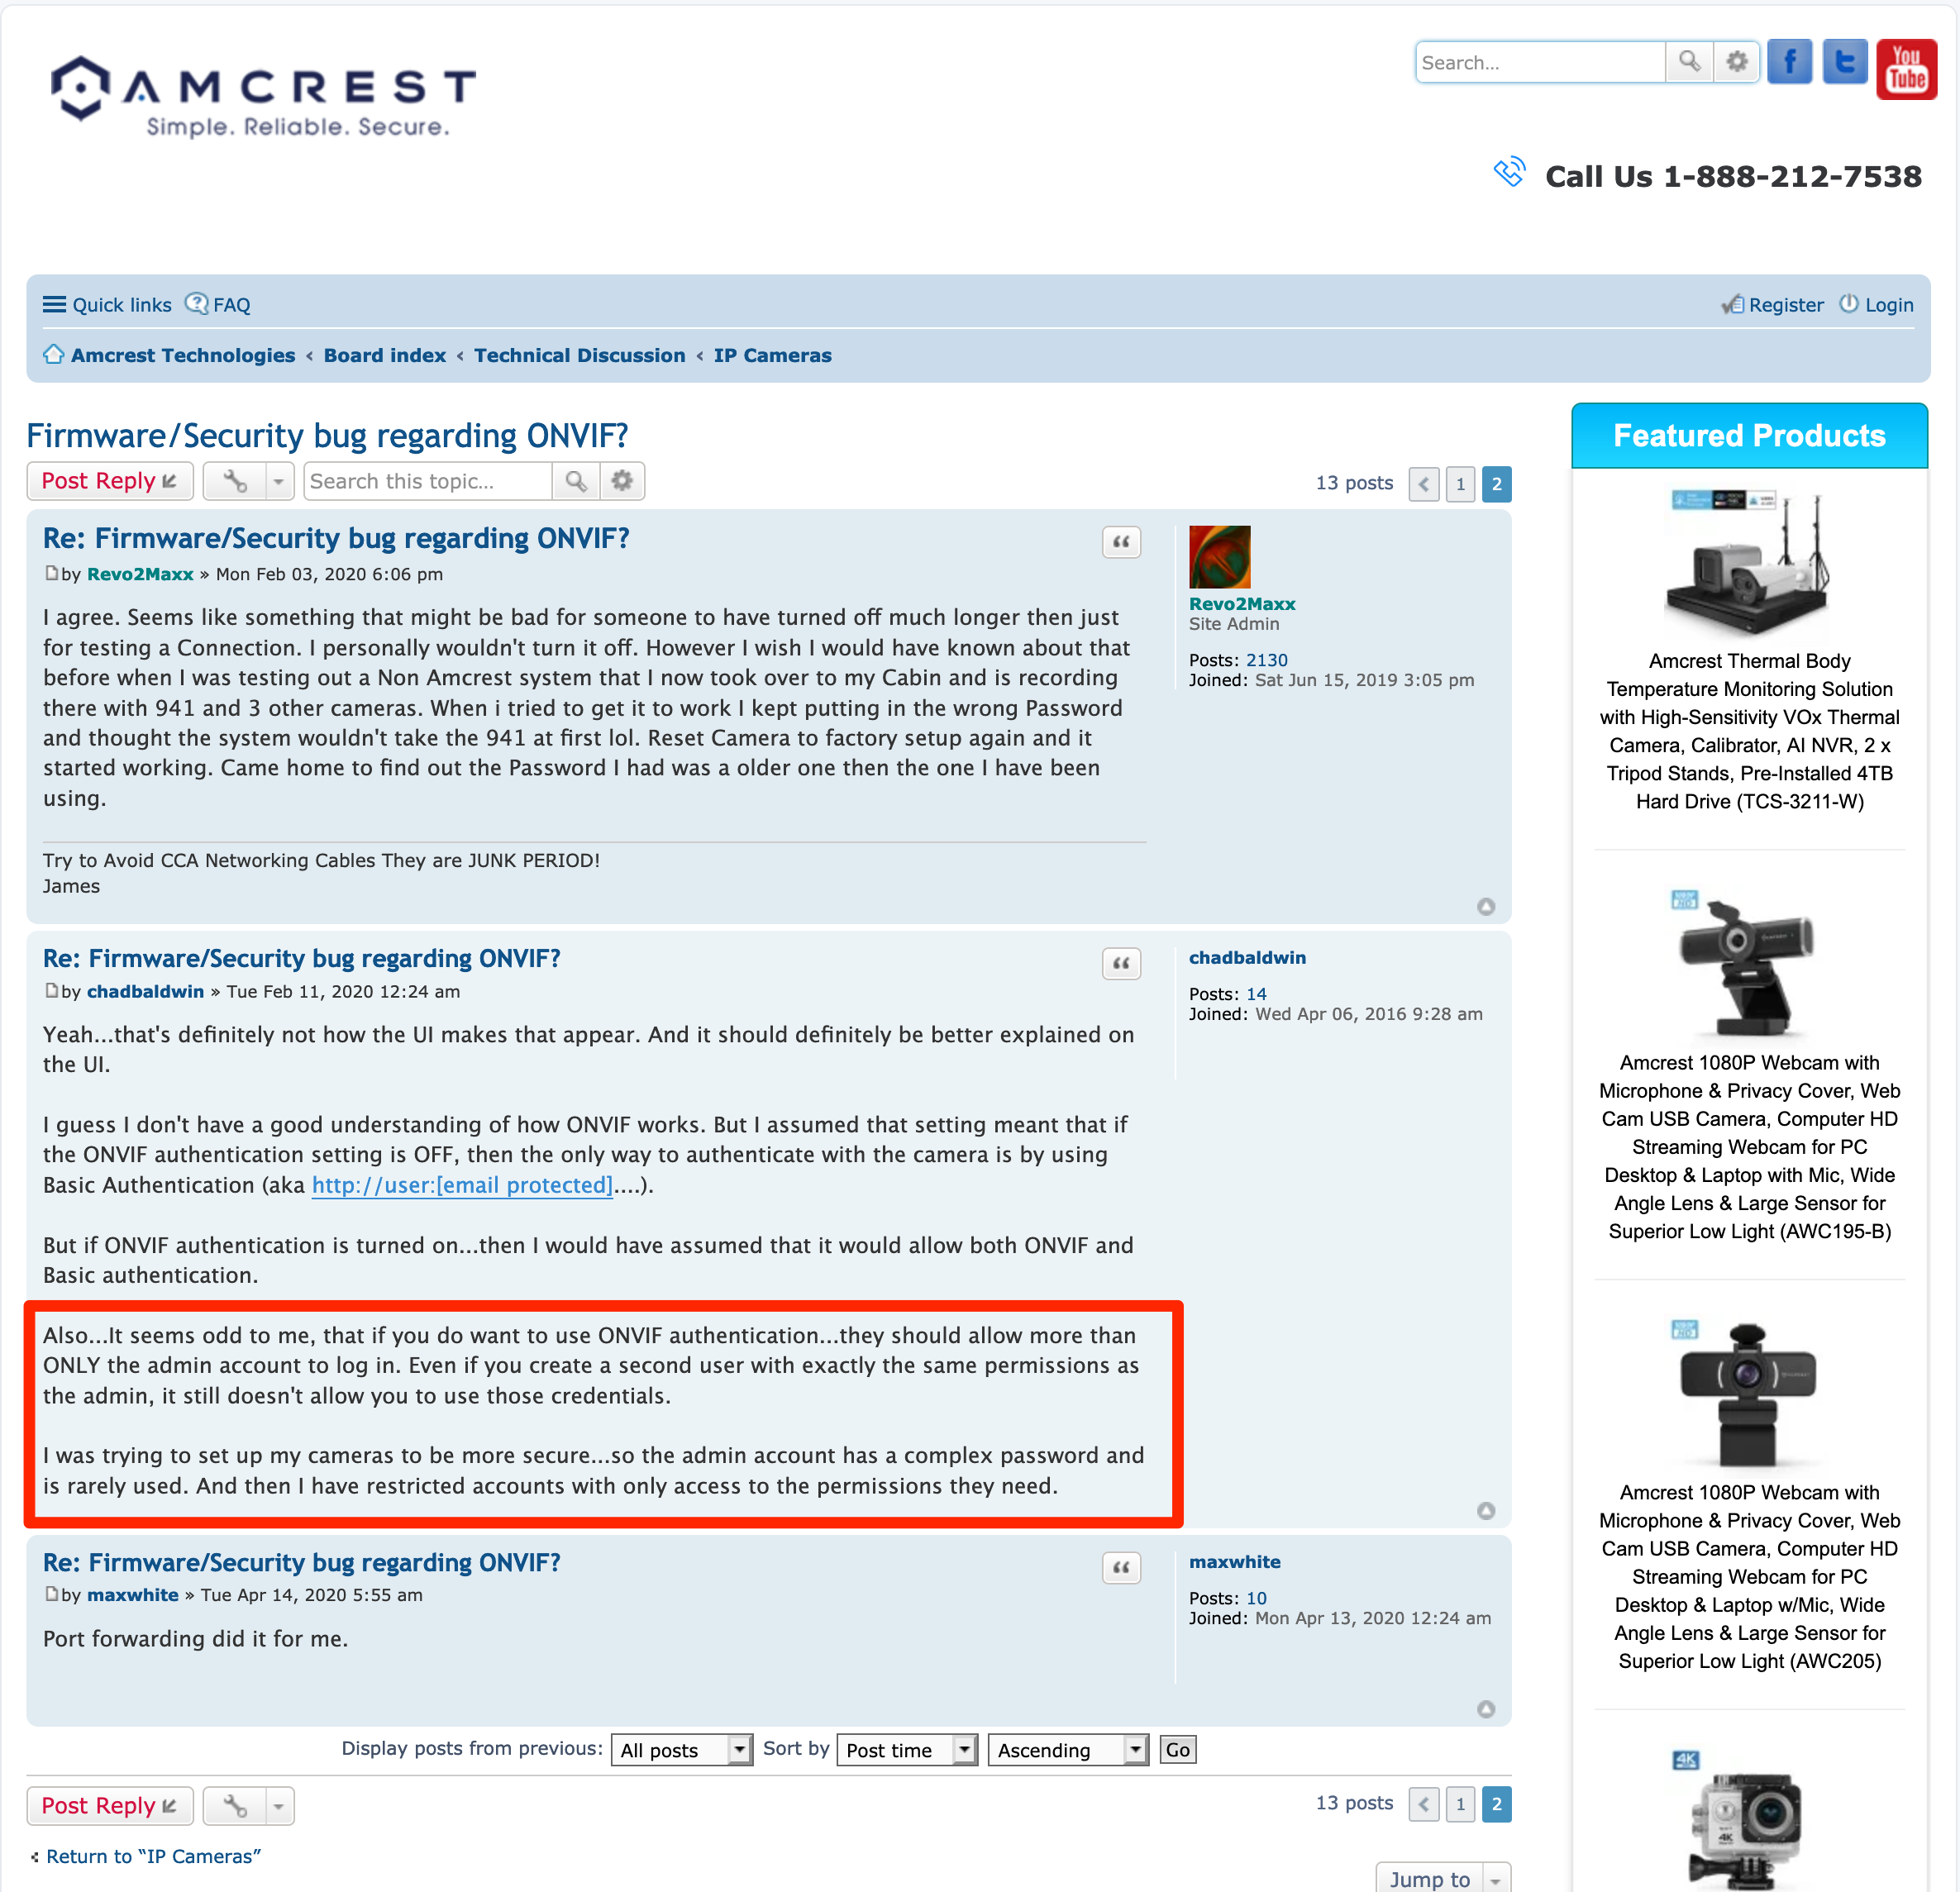 AMCREST
Simple. Reliable. Secure.
Search...
f
t
You
Tube
Call Us 1-888-212-7538
Quick links FAQ
Register Login
Amcrest Technologies ‹ Board index ‹ Technical Discussion ‹ IP Cameras
Firmware/Security bug regarding ONVIF?
Post Reply
Search this topic...
13 posts
1
2
Re: Firmware/Security bug regarding ONVIF?
by Revo2Maxx » Mon Feb 03, 2020 6:06 pm
I agree. Seems like something that might be bad for someone to have turned off much longer then just
for testing a Connection. I personally wouldn't turn it off. However I wish I would have known about that
before when I was testing out a Non Amcrest system that I now took over to my Cabin and is recording
there with 941 and 3 other cameras. When i tried to get it to work I kept putting in the wrong Password
and thought the system wouldn't take the 941 at first lol. Reset Camera to factory setup again and it
started working. Came home to find out the Password I had was a older one then the one I have been
using.
Try to Avoid CCA Networking Cables They are JUNK PERIOD!
James
Revo2Maxx
Site Admin
Posts: 2130
Joined: Sat Jun 15, 2019 3:05 pm
Re: Firmware/Security bug regarding ONVIF?
by chadbaldwin » Tue Feb 11, 2020 12:24 am
Yeah...that's definitely not how the UI makes that appear. And it should definitely be better explained on
the UI.
I guess I don't have a good understanding of how ONVIF works. But I assumed that setting meant that if
the ONVIF authentication setting is OFF, then the only way to authenticate with the camera is by using
Basic Authentication (aka http://user:[email protected]....).
But if ONVIF authentication is turned on...then I would have assumed that it would allow both ONVIF and
Basic authentication.
Also...It seems odd to me, that if you do want to use ONVIF authentication...they should allow more than
ONLY the admin account to log in. Even if you create a second user with exactly the same permissions as
the admin, it still doesn't allow you to use those credentials.
I was trying to set up my cameras to be more secure...so the admin account has a complex password and
is rarely used. And then I have restricted accounts with only access to the permissions they need.
chadbaldwin
Posts: 14
Joined: Wed Apr 06, 2016 9:28 am
Re: Firmware/Security bug regarding ONVIF?
by maxwhite » Tue Apr 14, 2020 5:55 am
Port forwarding did it for me.
maxwhite
Posts: 10
Joined: Mon Apr 13, 2020 12:24 am
Display posts from previous: All posts Sort by Post time Ascending Go
Post Reply
13 posts
1
2
Return to “IP Cameras”
Jump to
Featured Products
Amcrest Thermal Body
Temperature Monitoring Solution
with High-Sensitivity VOx Thermal
Camera, Calibrator, AI NVR, 2 x
Tripod Stands, Pre-Installed 4TB
Hard Drive (TCS-3211-W)
1080P
HD
Amcrest 1080P Webcam with
Microphone & Privacy Cover, Web
Cam USB Camera, Computer HD
Streaming Webcam for PC
Desktop & Laptop with Mic, Wide
Angle Lens & Large Sensor for
Superior Low Light (AWC195-B)
1080P
HD
Amcrest 1080P Webcam with
Microphone & Privacy Cover, Web
Cam USB Camera, Computer HD
Streaming Webcam for PC
Desktop & Laptop w/Mic, Wide
Angle Lens & Large Sensor for
Superior Low Light (AWC205)
4K
4K